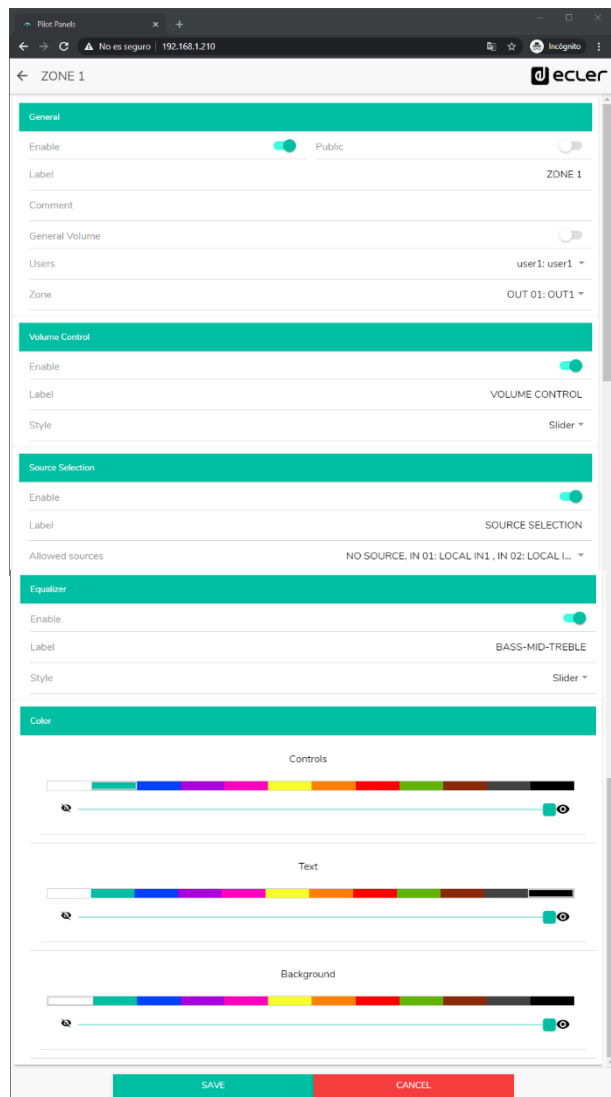 Pilot Panels
No es seguro | 192.168.1.210
Incógnito
ZONE 1
ecler
General
Enable
Public
Label
ZONE 1
Comment
General Volume
Users
user1: user1
Zone
OUT 01: OUT1
Volume Control
Enable
Label
VOLUME CONTROL
Style
Slider
Source Selection
Enable
Label
SOURCE SELECTION
Allowed sources
NO SOURCE, IN 01: LOCAL IN1 , IN 02: LOCAL I...
Equalizer
Enable
Label
BASS-MID-TREBLE
Style
Slider
Color
Controls
Text
Background
SAVE
CANCEL